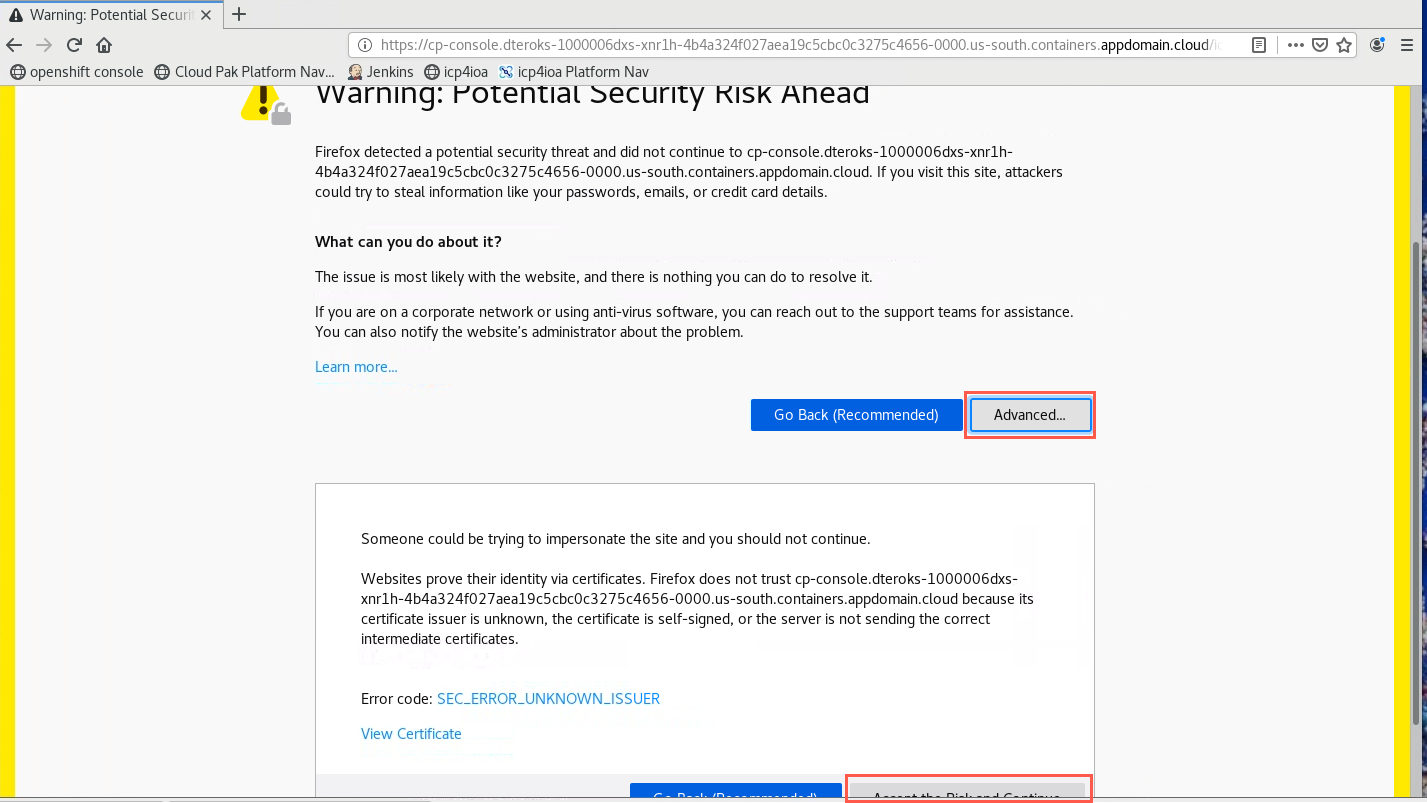 Warning: Potential Securi
https://cp-console.dteroks-1000006dxs-xnr1h-4b4a324f027aea19c5cbc0c3275c4656-0000.us-south.containers.appdomain.cloud/
openshift console Cloud Pak Platform Nav... Jenkins icp4ioa icp4ioa Platform Nav
Warning: Potential Security Risk Ahead
Firefox detected a potential security threat and did not continue to cp-console.dteroks-1000006dxs-xnr1h-
4b4a324f027aea19c5cbc0c3275c4656-0000.us-south.containers.appdomain.cloud. If you visit this site, attackers
could try to steal information like your passwords, emails, or credit card details.
What can you do about it?
The issue is most likely with the website, and there is nothing you can do to resolve it.
If you are on a corporate network or using anti-virus software, you can reach out to the support teams for assistance.
You can also notify the website’s administrator about the problem.
Learn more...
Go Back (Recommended) Advanced...
Someone could be trying to impersonate the site and you should not continue.
Websites prove their identity via certificates. Firefox does not trust cp-console.dteroks-1000006dxs-
xnr1h-4b4a324f027aea19c5cbc0c3275c4656-0000.us-south.containers.appdomain.cloud because its
certificate issuer is unknown, the certificate is self-signed, or the server is not sending the correct
intermediate certificates.
Error code: SEC_ERROR_UNKNOWN_ISSUER
View Certificate
Go Back (Recommended) Accept the Risk and Continue